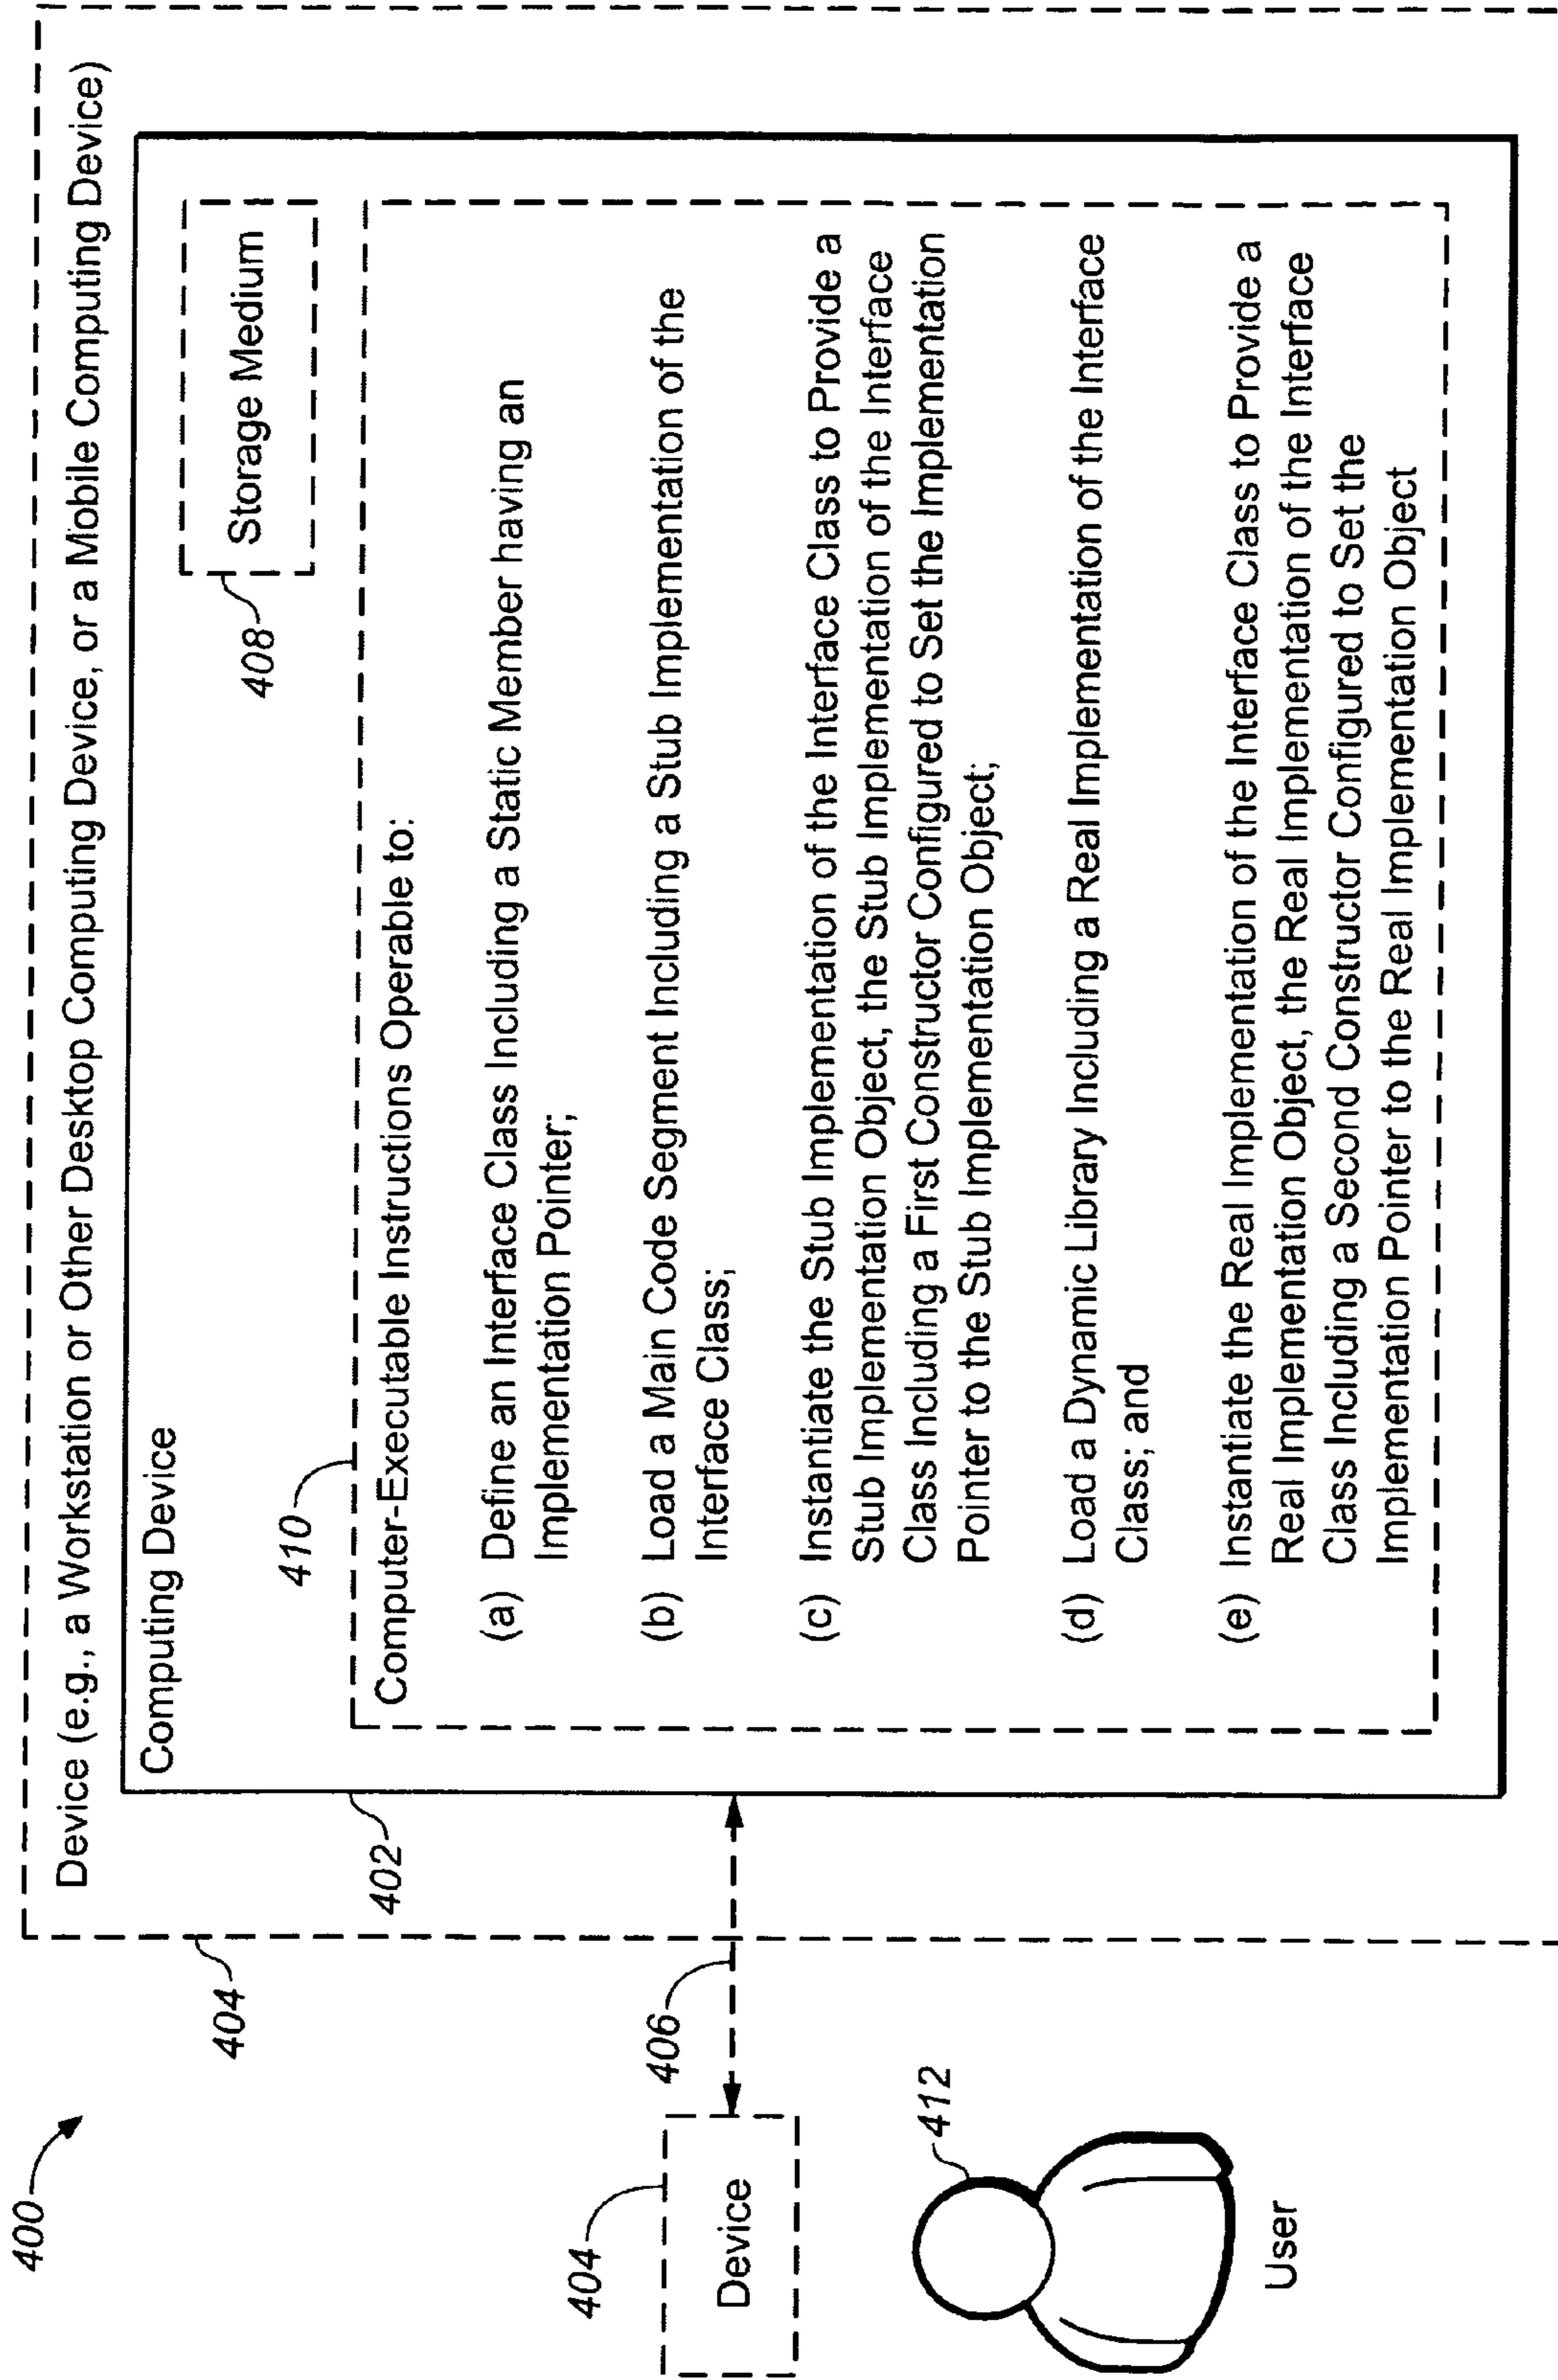 400
404
Device (e.g., a Workstation or Other Desktop Computing Device, or a Mobile Computing Device)
402
Computing Device
408
Storage Medium
410
Computer-Executable Instructions Operable to:
(a) Define an Interface Class Including a Static Member having an
Implementation Pointer;
(b) Load a Main Code Segment Including a Stub Implementation of the
Interface Class;
(c) Instantiate the Stub Implementation of the Interface Class to Provide a
Stub Implementation Object, the Stub Implementation of the Interface
Class Including a First Constructor Configured to Set the Implementation
Pointer to the Stub Implementation Object;
(d) Load a Dynamic Library Including a Real Implementation of the Interface
Class; and
(e) Instantiate the Real Implementation of the Interface Class to Provide a
Real Implementation Object, the Real Implementation of the Interface
Class Including a Second Constructor Configured to Set the
Implementation Pointer to the Real Implementation Object
404
Device
406
412
User